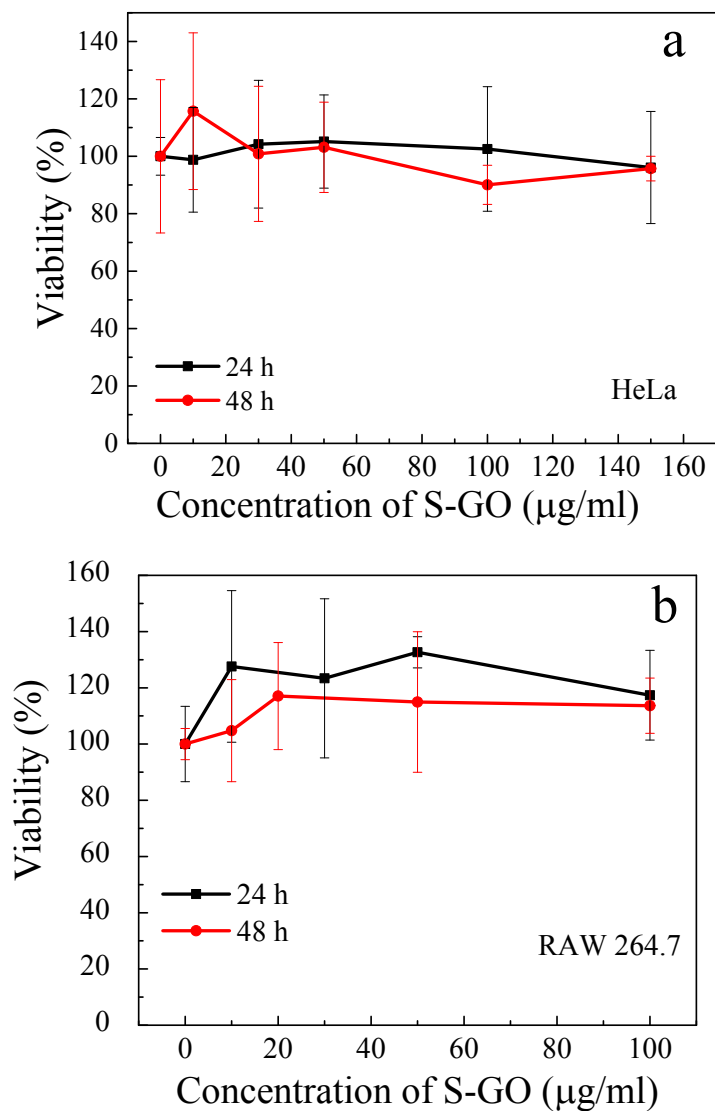 a
140
120
100
80
60
40
20
0
Viability (%)
24 h
48 h
HeLa
0 20 40 60 80 100 120 140 160
Concentration of S-GO (μg/ml)
b
160
140
120
100
80
60
40
20
0
Viability (%)
24 h
48 h
RAW 264.7
0 20 40 60 80 100
Concentration of S-GO (μg/ml)